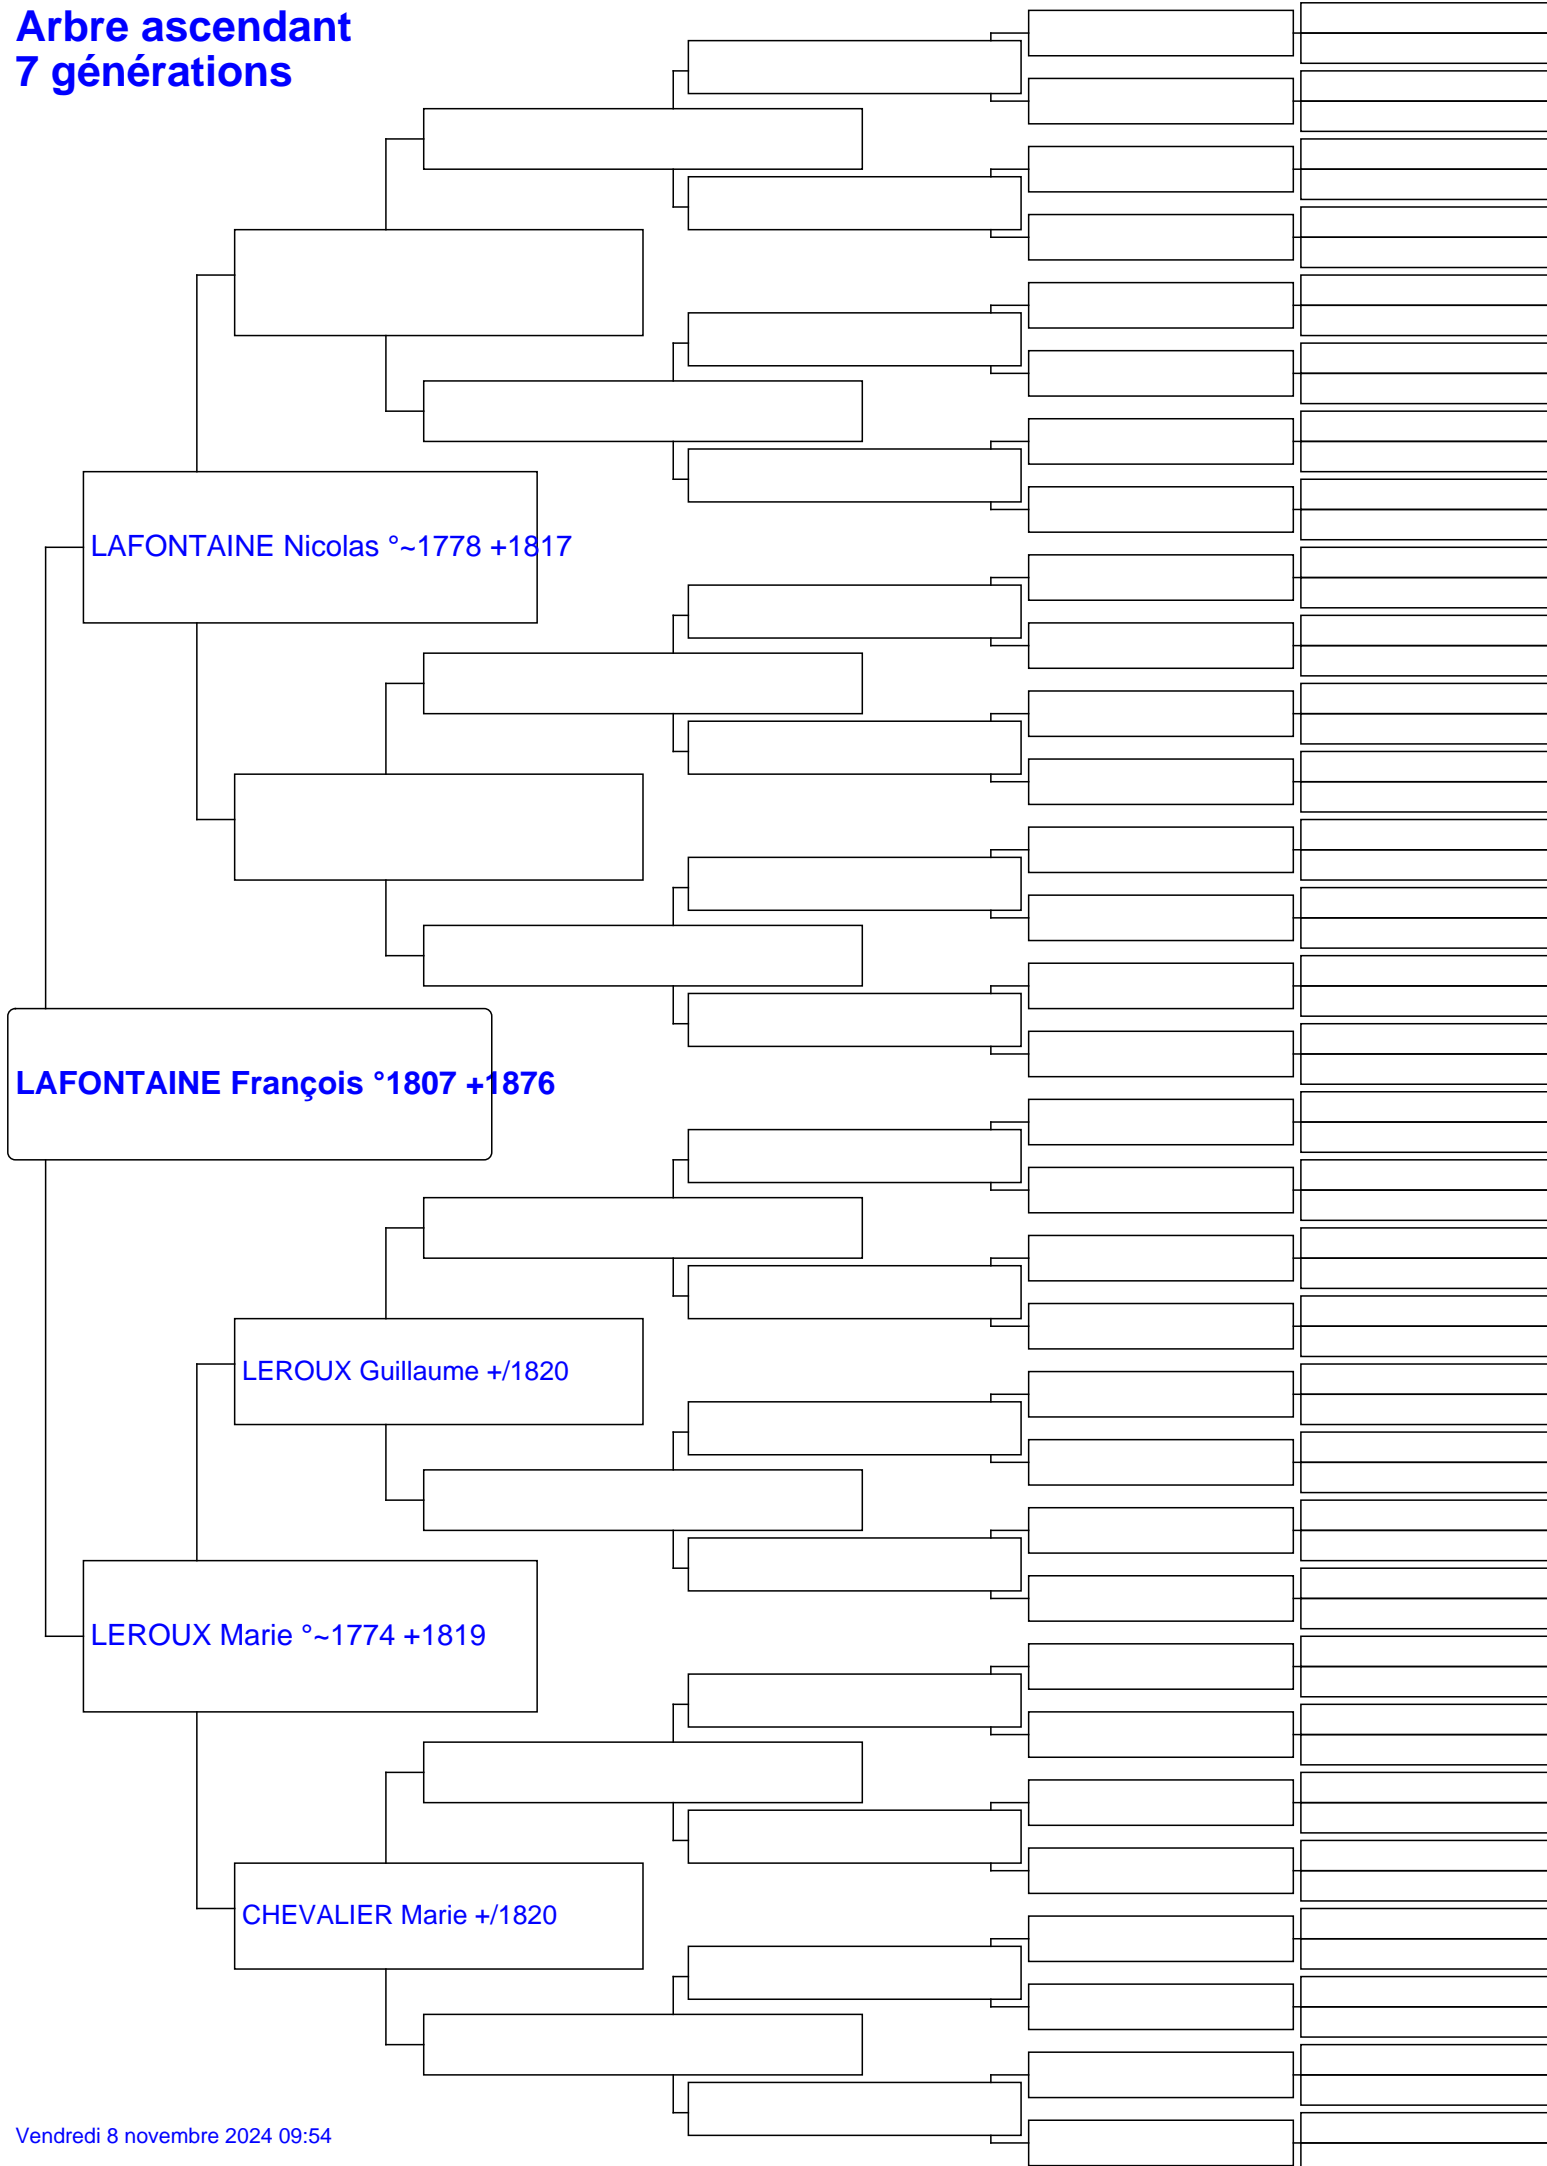 Arbre ascendant
7 générations
LAFONTAINE Nicolas °~1778 +1817
LAFONTAINE François °1807 +1876
LEROUX Guillaume +/1820
LEROUX Marie °~1774 +1819
CHEVALIER Marie +/1820
Vendredi 8 novembre 2024 09:54